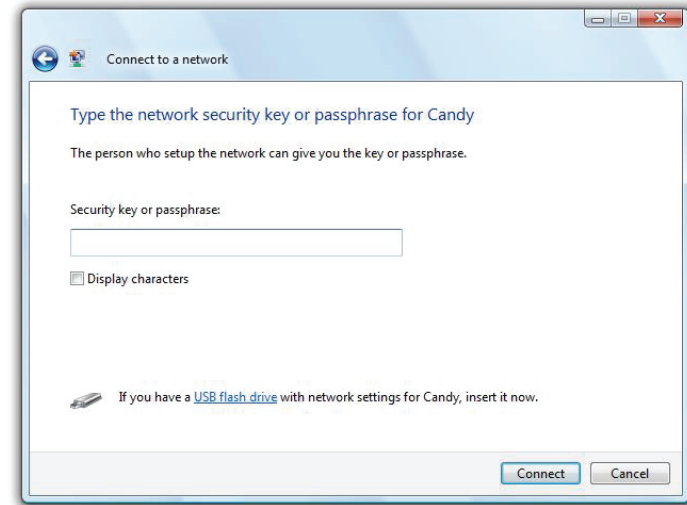 Connect to a network
Type the network security key or passphrase for Candy
The person who setup the network can give you the key or passphrase.
Security key or passphrase:
Display characters
If you have a USB flash drive with network settings for Candy, insert it now.
Connect
Cancel